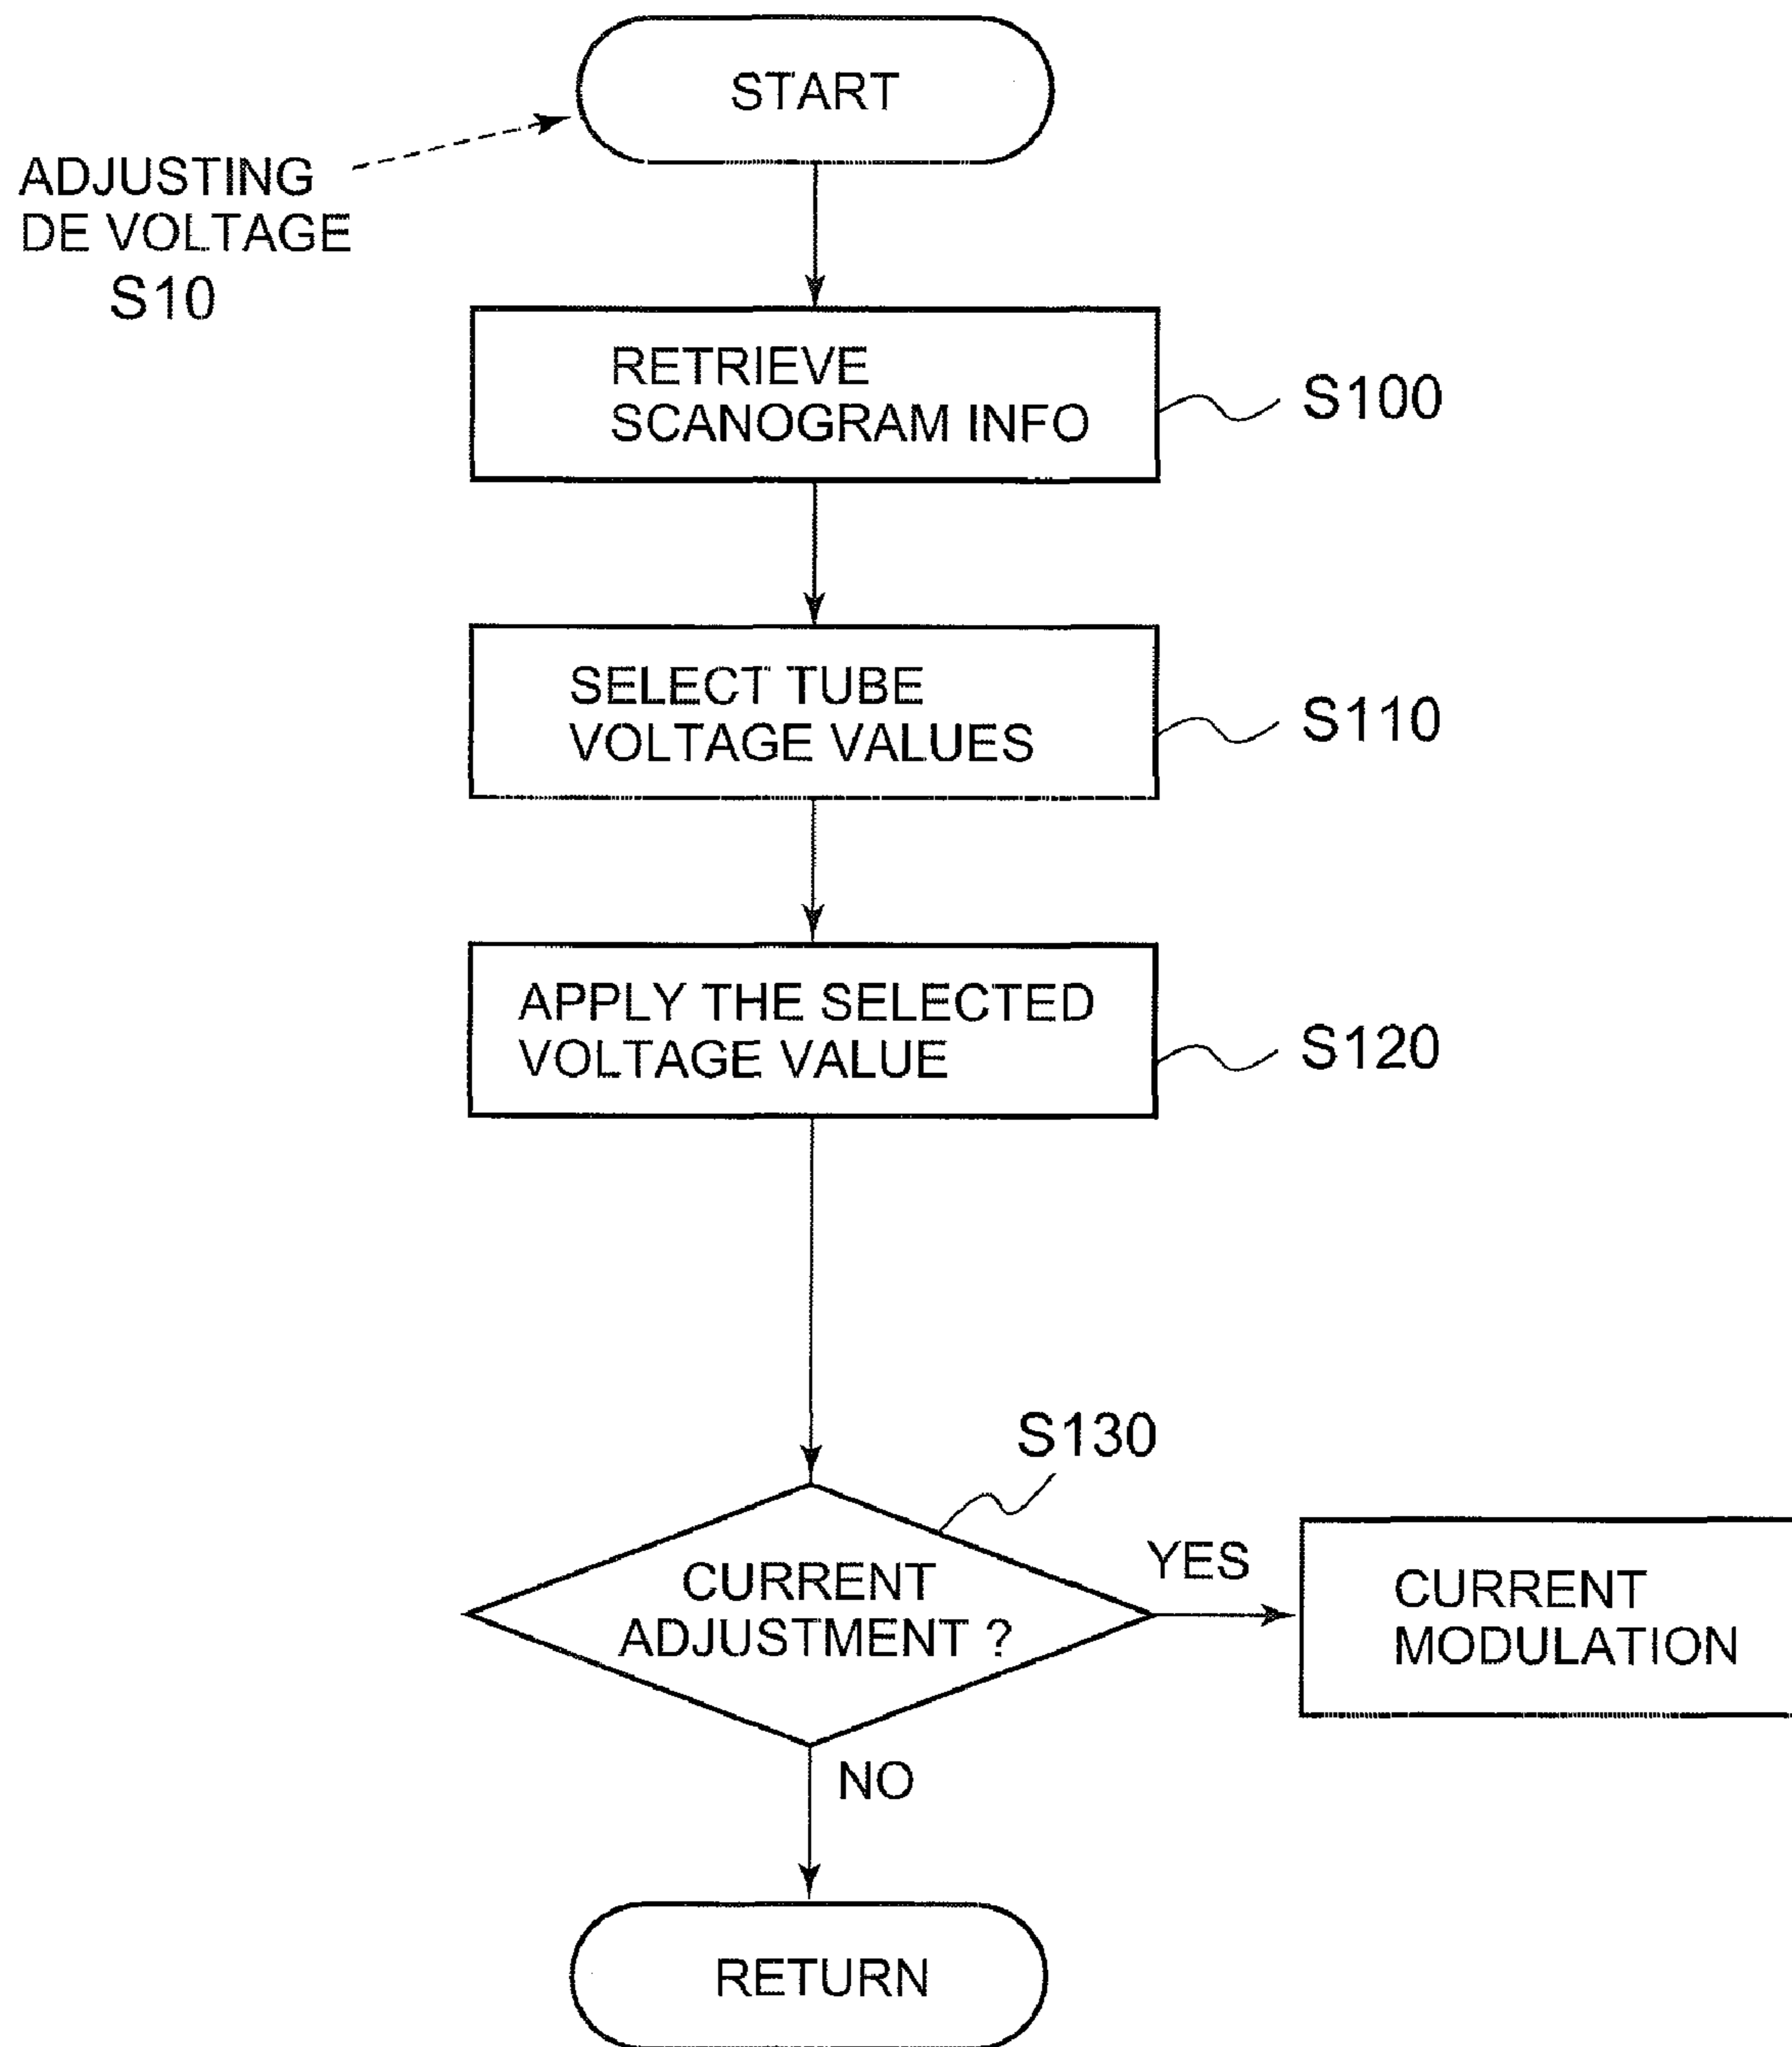 START
ADJUSTING
DE VOLTAGE
S10
RETRIEVE
SCANOGRAM INFO
S100
SELECT TUBE
VOLTAGE VALUES
S110
APPLY THE SELECTED
VOLTAGE VALUE
S120
S130
CURRENT
ADJUSTMENT ?
YES
CURRENT
MODULATION
NO
RETURN